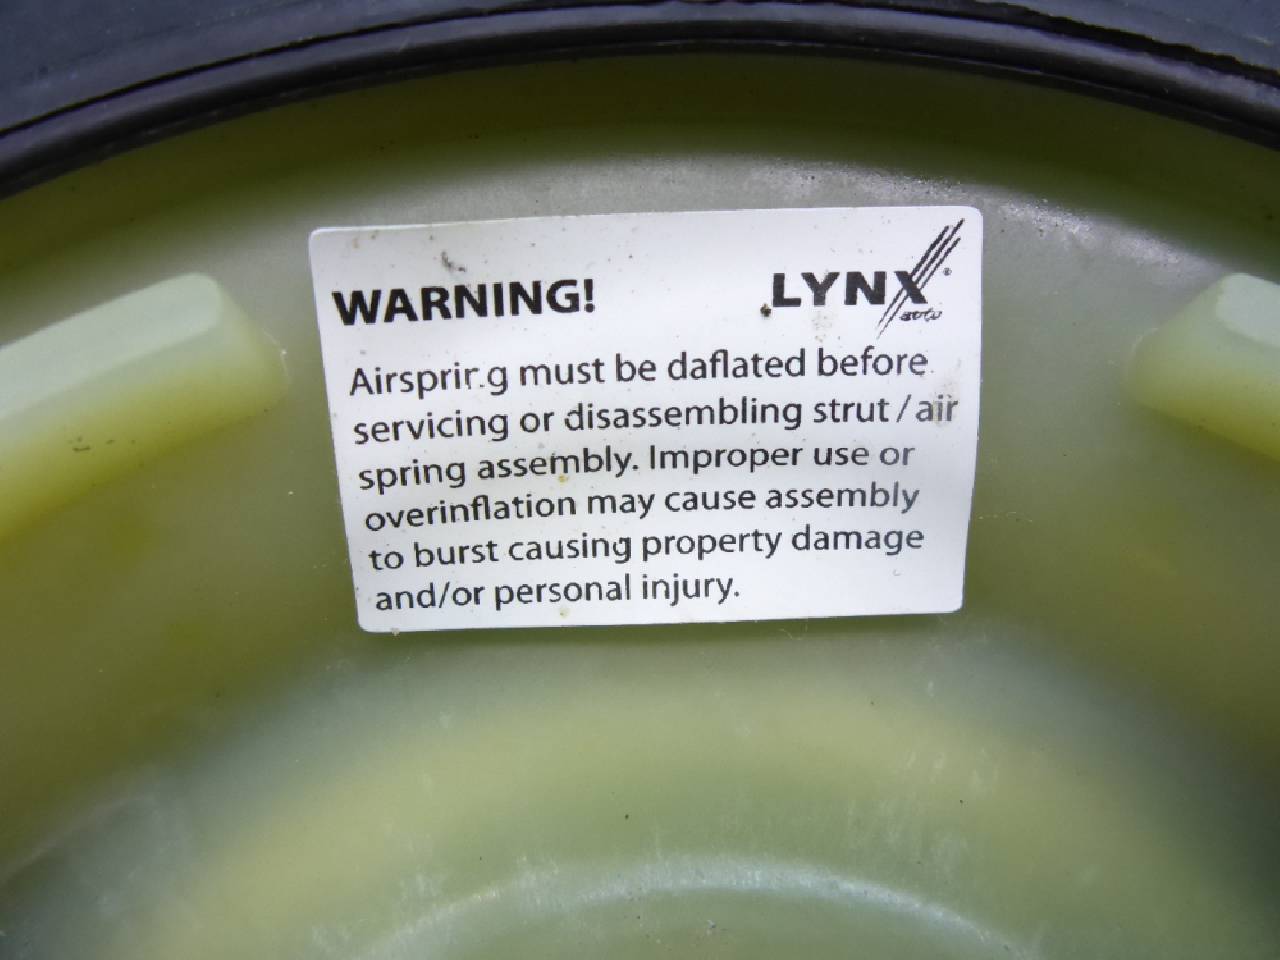 WARNING!
LYNX®
auto
Airspring must be daflated before
servicing or disassembling strut / air
spring assembly. Improper use or
overinflation may cause assembly
to burst causing property damage
and/or personal injury.